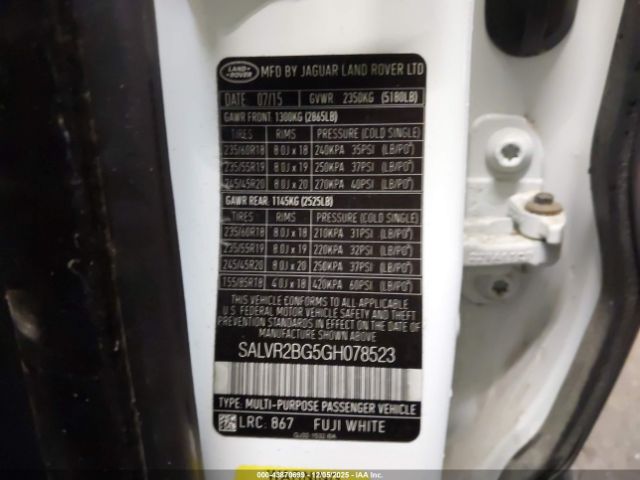 LAND ROVER MFD BY JAGUAR LAND ROVER LTD
DATE 07/15 GVWR 2350KG (5180LB)
GAWR FRONT 1300KG (2865LB)
TIRES RIMS PRESSURE (COLD SINGLE)
235/60R18 8.0J x 18 240KPA 35PSI (LB/PO²)
235/55R19 8.0J x 19 250KPA 37PSI (LB/PO²)
245/45R20 8.0J x 20 270KPA 40PSI (LB/PO²)
GAWR REAR 1145KG (2525LB)
TIRES RIMS PRESSURE (COLD SINGLE)
235/60R18 8.0J x 18 210KPA 31PSI (LB/PO²)
235/55R19 8.0J x 19 220KPA 32PSI (LB/PO²)
245/45R20 8.0J x 20 250KPA 37PSI (LB/PO²)
T55/85R18 4.0J x 18 420KPA 60PSI (LB/PO²)
THIS VEHICLE CONFORMS TO ALL APPLICABLE
U.S. FEDERAL MOTOR VEHICLE SAFETY AND THEFT
PREVENTION STANDARDS IN EFFECT ON THE DATE OF
MANUFACTURE SHOWN ABOVE
SALVR2BG5GH078523
TYPE: MULTI-PURPOSE PASSENGER VEHICLE
LRC: 867 FUJI WHITE
000-43870699 - 12/05/2025 - IAAI.com